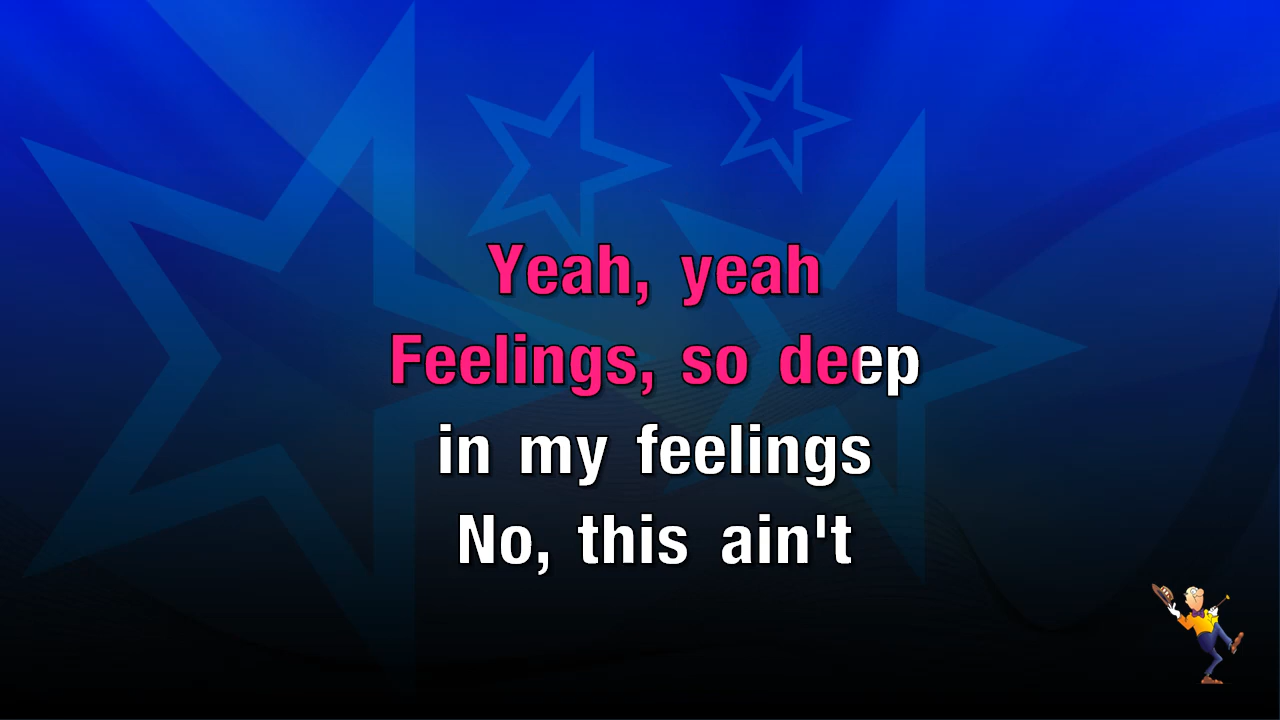 Yeah, yeah
Feelings, so deep
in my feelings
No, this ain't